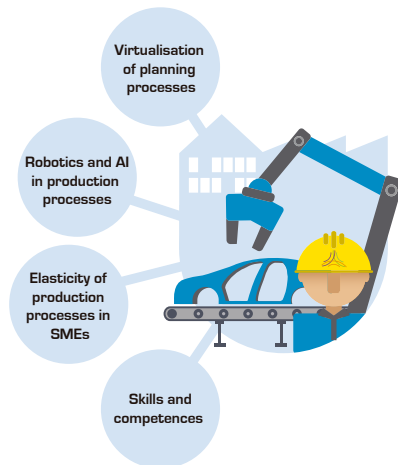 Virtualisation
of planning
processes
Robotics and AI
in production
processes
Elasticity of
production
processes in
SMEs
Skills and
competences